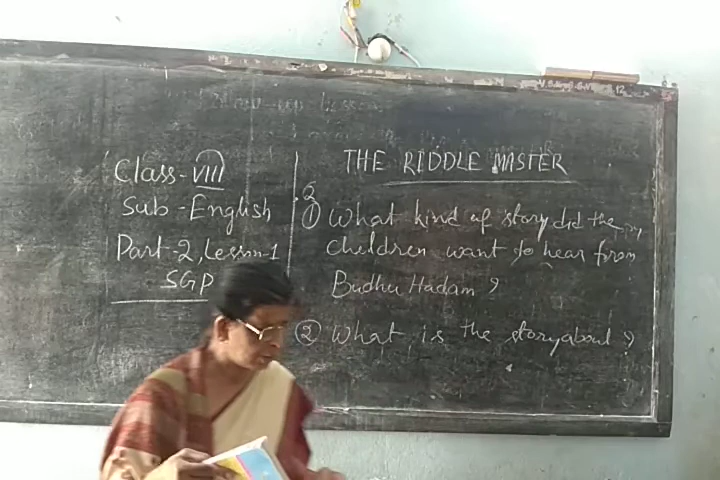 Class-VIII
Sub-English
Part-2, Lesson-1
SGP
THE RIDDLE MASTER
Q
① What kind of story did the
children want to hear from
Budhu Hadam?
② What is the story about?